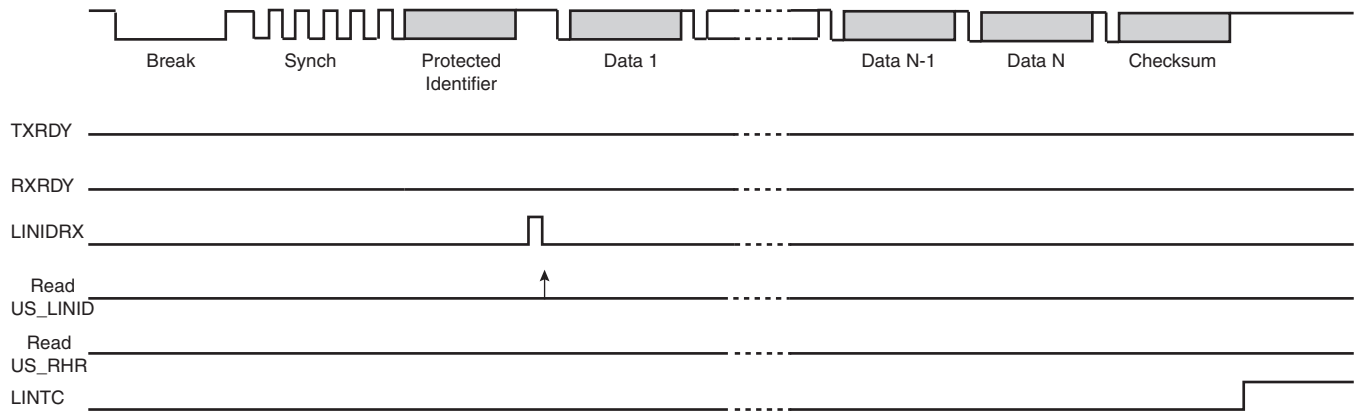 Break Synch Protected Data 1 Data N-1 Data N Checksum
Identifier
TXRDY
RXRDY
LINIDRX
Read
US_LINID
Read
US_RHR
LINTC